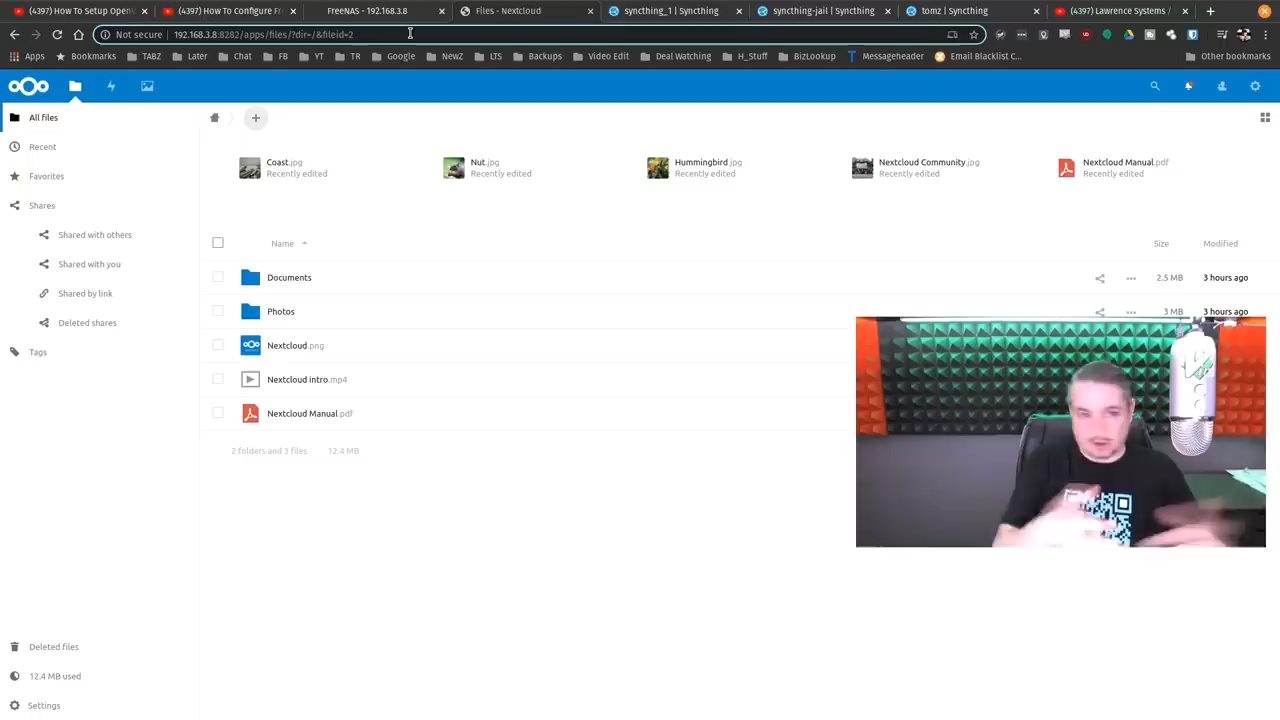 (4397) How To Setup OpenV
(4397) How To Configure Fr
FreeNAS - 192.168.3.8
Files - Nextcloud
syncthing_1 | Syncthing
syncthing-jail | Syncthing
tomz | Syncthing
(4397) Lawrence Systems /
Not secure
192.168.3.8:8282/apps/files/?dir=/&fileid=2
Apps
Bookmarks
TABZ
Later
Chat
FB
YT
TR
Google
NewZ
LTS
Backups
Video Edit
Deal Watching
H_Stuff
BizLookup
Messageheader
Email Blacklist C...
Other bookmarks
All files
Recent
Favorites
Shares
Shared with others
Shared with you
Shared by link
Deleted shares
Tags
Coast.jpg
Recently edited
Nut.jpg
Recently edited
Hummingbird.jpg
Recently edited
Nextcloud Community.jpg
Recently edited
Nextcloud Manual.pdf
Recently edited
Name
Size
Modified
Documents
2.5 MB
3 hours ago
Photos
3 MB
3 hours ago
Nextcloud.png
Nextcloud intro.mp4
Nextcloud Manual.pdf
2 folders and 3 files
12.4 MB
Deleted files
12.4 MB used
Settings